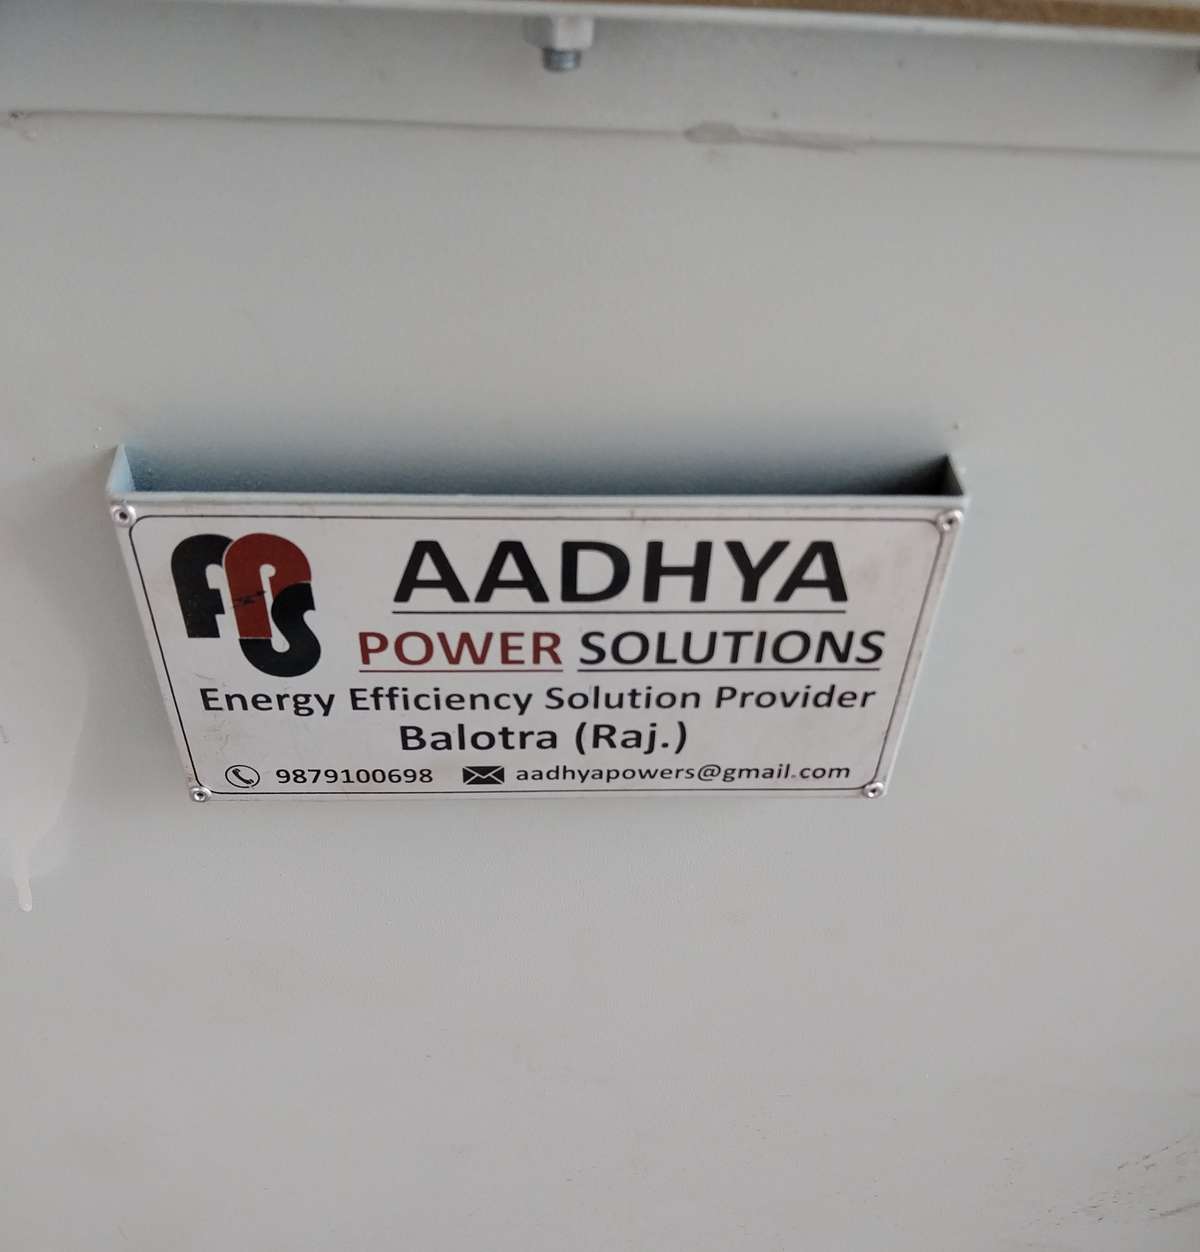 APS
AADHYA
POWER SOLUTIONS
Energy Efficiency Solution Provider
Balotra (Raj.)
9879100698 aadhyapowers@gmail.com